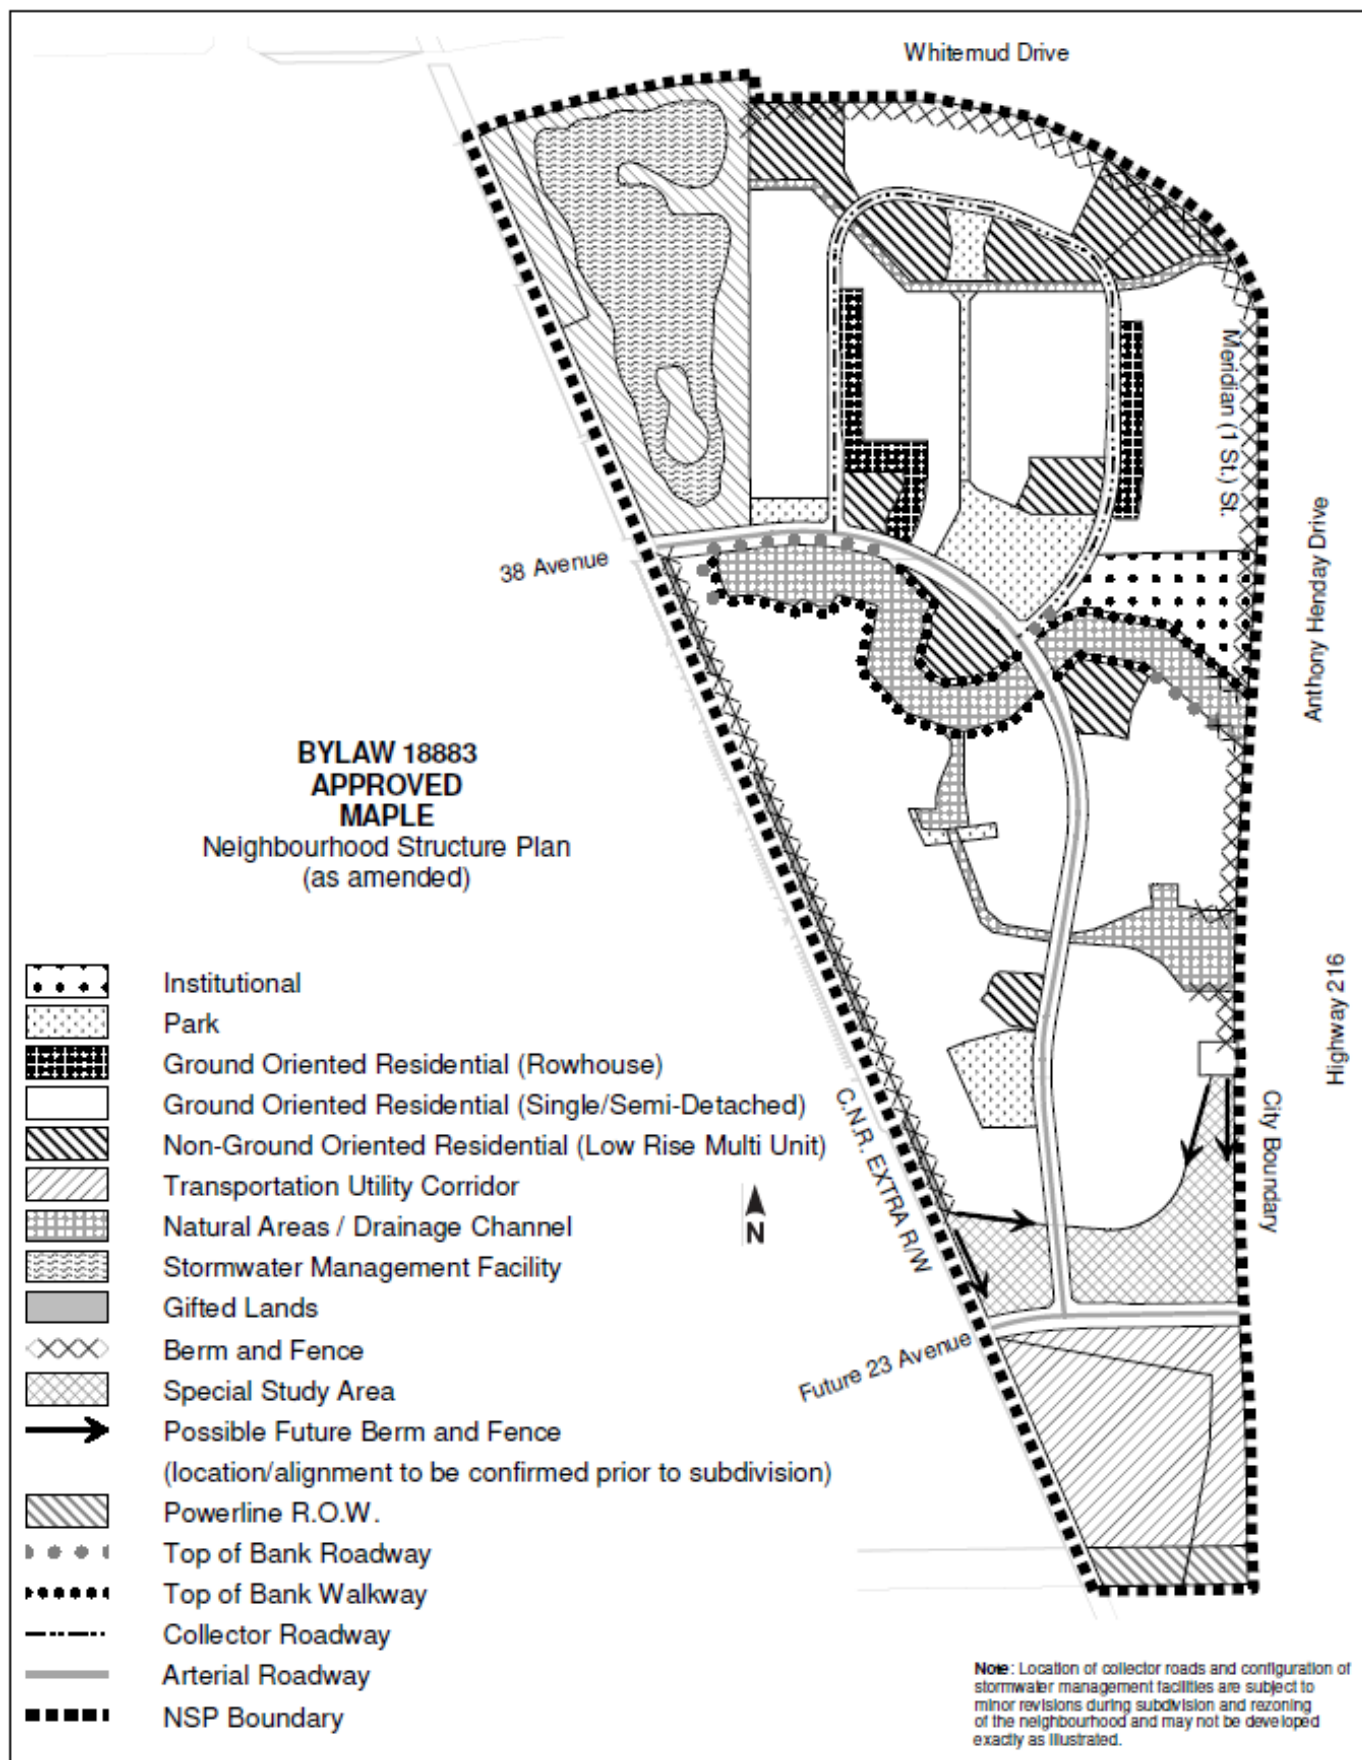 Whitemud Drive
Meridian (1 St.) St.
38 Avenue
Anthony Henday Drive
BYLAW 18883
APPROVED
MAPLE
Neighbourhood Structure Plan
(as amended)
Highway 216
City Boundary
C.N.R. EXTRA R/W
N
Future 23 Avenue
Institutional
Park
Ground Oriented Residential (Rowhouse)
Ground Oriented Residential (Single/Semi-Detached)
Non-Ground Oriented Residential (Low Rise Multi Unit)
Transportation Utility Corridor
Natural Areas / Drainage Channel
Stormwater Management Facility
Gifted Lands
Berm and Fence
Special Study Area
Possible Future Berm and Fence
(location/alignment to be confirmed prior to subdivision)
Powerline R.O.W.
Top of Bank Roadway
Top of Bank Walkway
Collector Roadway
Arterial Roadway
NSP Boundary
Note: Location of collector roads and configuration of
stormwater management facilities are subject to
minor revisions during subdivision and rezoning
of the neighbourhood and may not be developed
exactly as illustrated.